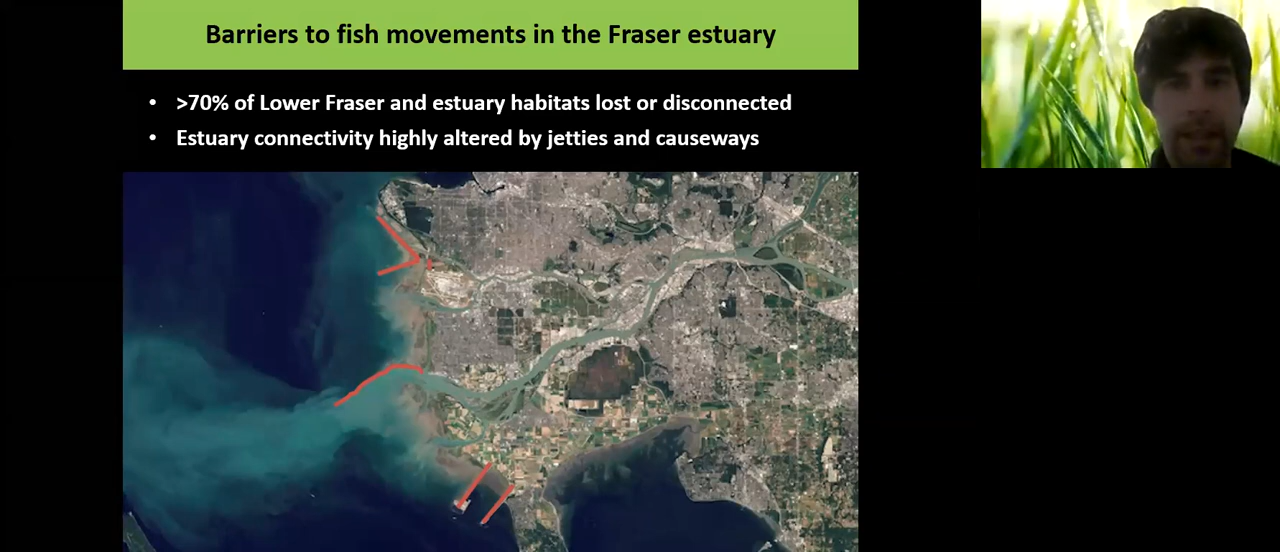 Barriers to fish movements in the Fraser estuary
• >70% of Lower Fraser and estuary habitats lost or disconnected
• Estuary connectivity highly altered by jetties and causeways